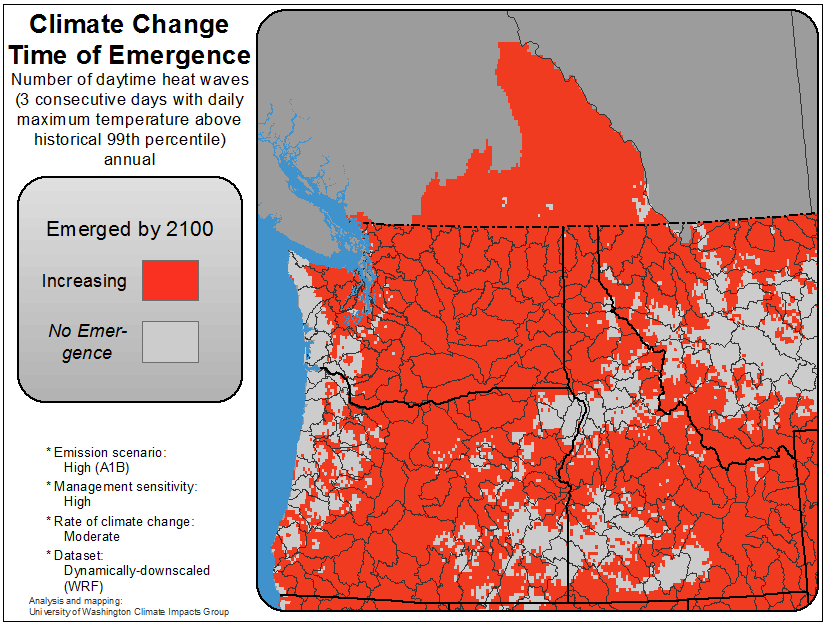 Climate Change
Time of Emergence
Number of daytime heat waves
(3 consecutive days with daily
maximum temperature above
historical 99th percentile)
annual
Emerged by 2100
Increasing
No Emer-
gence
* Emission scenario:
High (A1B)
* Management sensitivity:
High
* Rate of climate change:
Moderate
* Dataset:
Dynamically-downscaled
(WRF)
Analysis and mapping:
University of Washington Climate Impacts Group